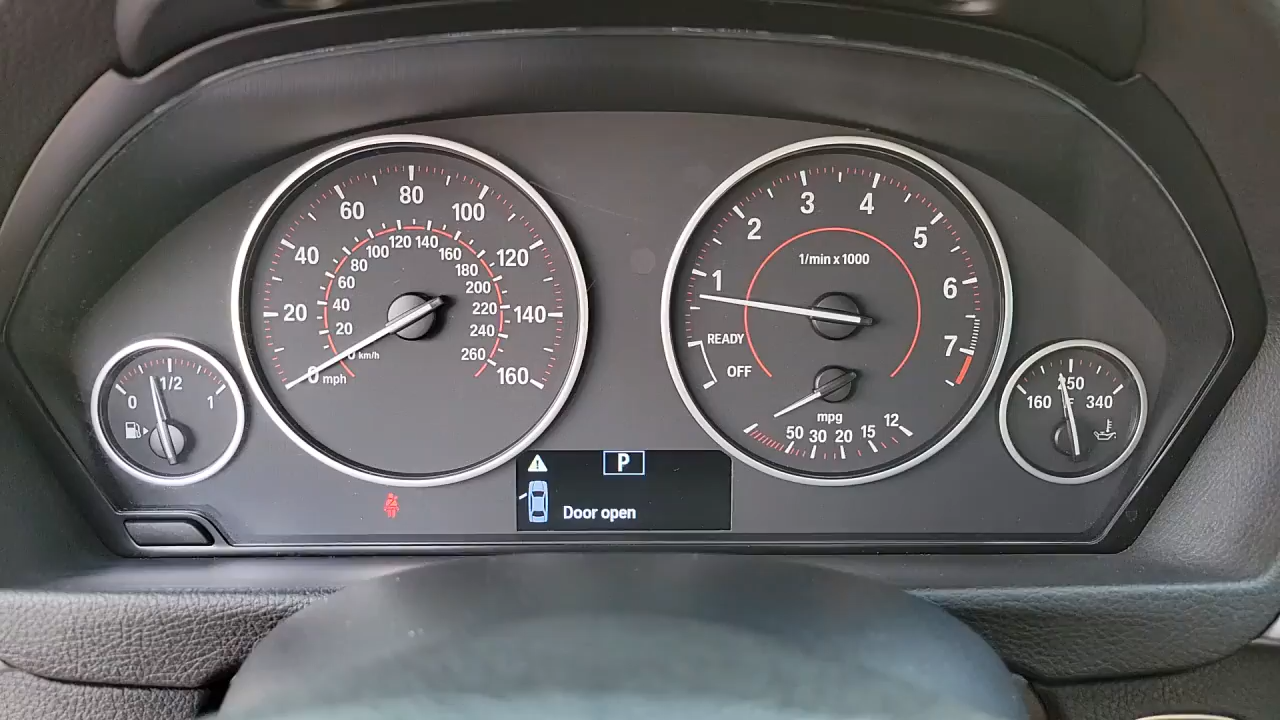 0 1/2 1
0 mph 20 40 60 80 100 120 140 160
0 km/h 20 40 60 80 100 120 140 160 180 200 220 240 260
1/min x 1000
1 2 3 4 5 6 7
READY
OFF
mpg
50 30 20 15 12
160 250 340
°F
P
Door open